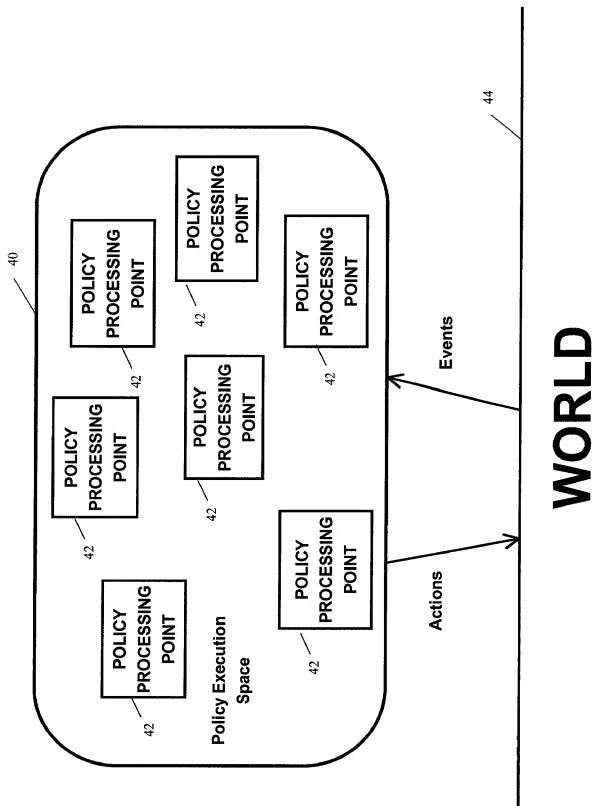 40
POLICY
PROCESSING
POINT
42
POLICY
PROCESSING
POINT
42
POLICY
PROCESSING
POINT
42
POLICY
PROCESSING
POINT
42
POLICY
PROCESSING
POINT
42
Policy Execution
Space
POLICY
PROCESSING
POINT
42
POLICY
PROCESSING
POINT
42
Actions
Events
44
WORLD